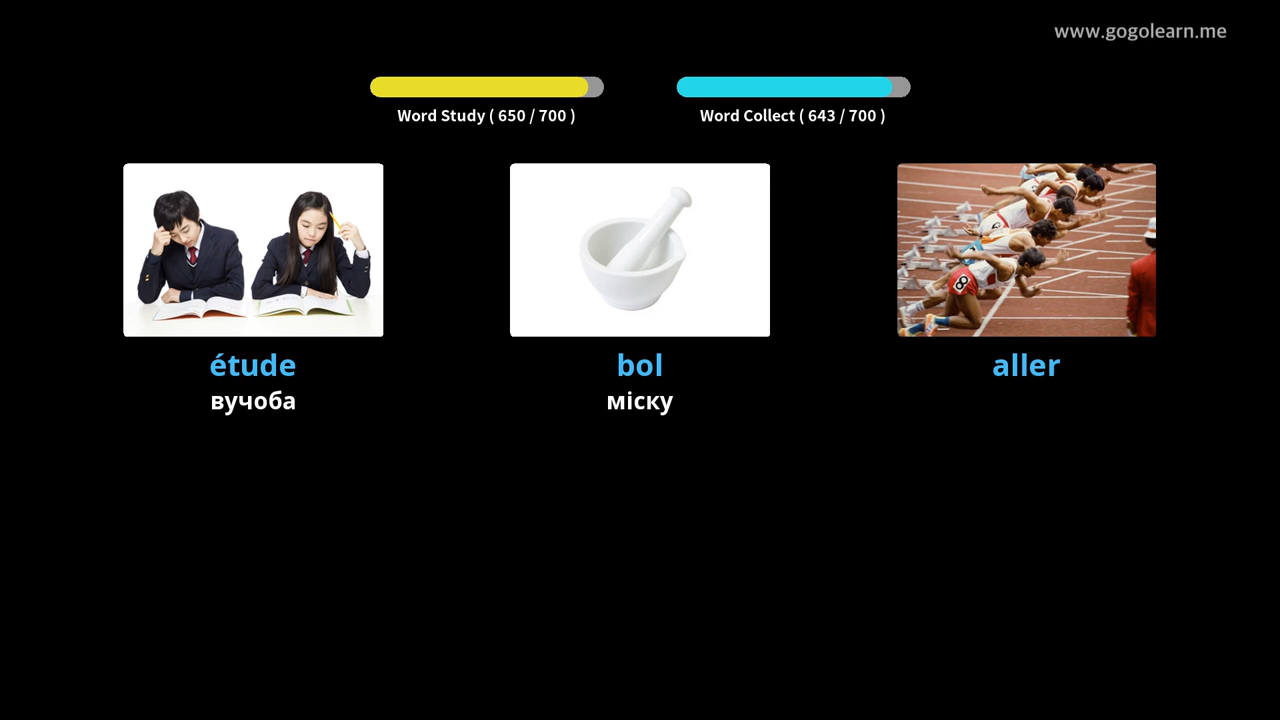 www.gogolearn.me
Word Study ( 650 / 700 )
Word Collect ( 643 / 700 )
étude
bol
aller
вучоба
міску